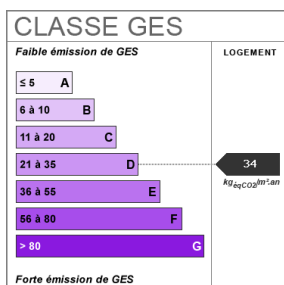 CLASSE GES
Faible émission de GES
LOGEMENT
≤ 5 A
6 à 10 B
11 à 20 C
21 à 35 D
34
kgéqCO2/m².an
36 à 55 E
56 à 80 F
> 80 G
Forte émission de GES